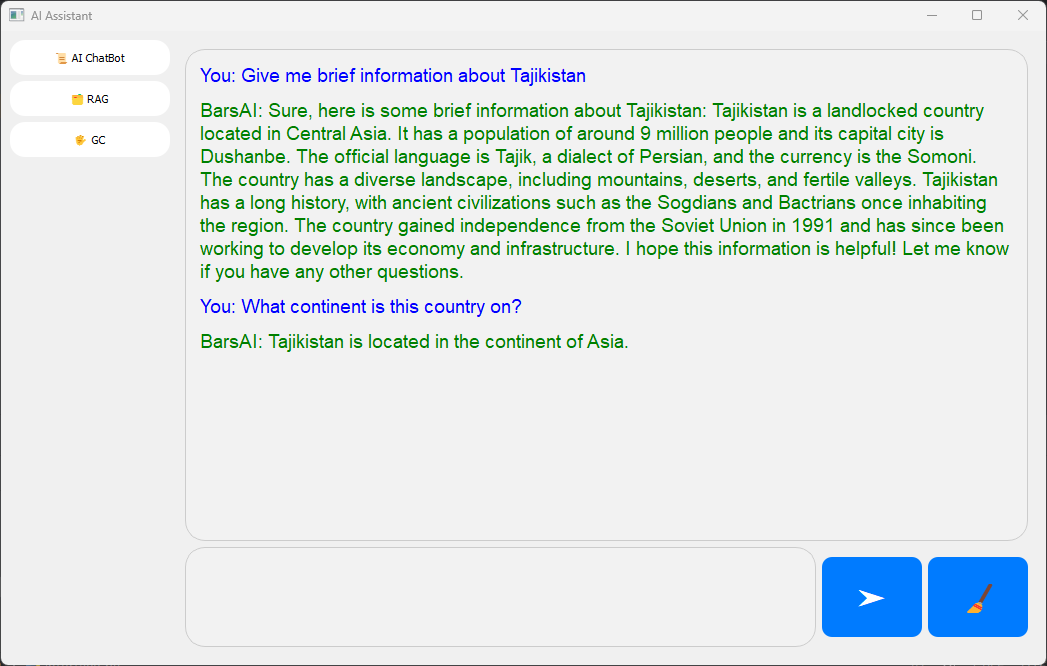 AI Assistant
AI ChatBot
RAG
GC
You: Give me brief information about Tajikistan
BarsAI: Sure, here is some brief information about Tajikistan: Tajikistan is a landlocked country
located in Central Asia. It has a population of around 9 million people and its capital city is
Dushanbe. The official language is Tajik, a dialect of Persian, and the currency is the Somoni.
The country has a diverse landscape, including mountains, deserts, and fertile valleys. Tajikistan
has a long history, with ancient civilizations such as the Sogdians and Bactrians once inhabiting
the region. The country gained independence from the Soviet Union in 1991 and has since been
working to develop its economy and infrastructure. I hope this information is helpful! Let me know
if you have any other questions.
You: What continent is this country on?
BarsAI: Tajikistan is located in the continent of Asia.